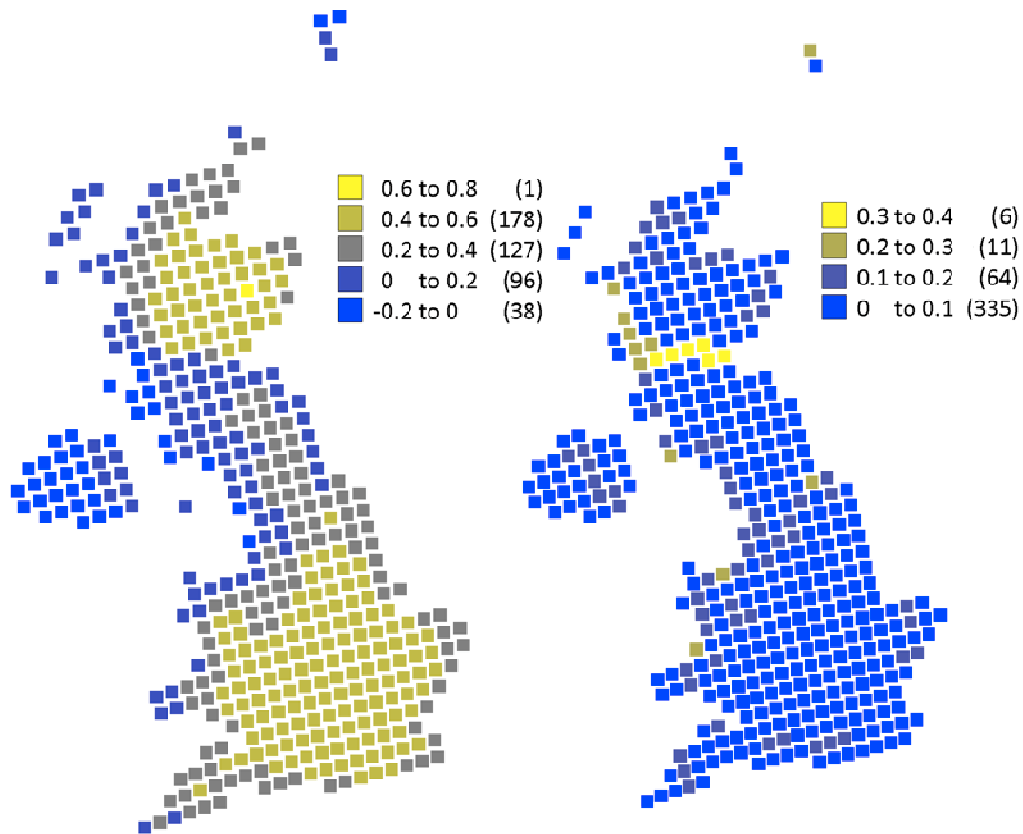 0.6 to 0.8 (1)
0.4 to 0.6 (178)
0.2 to 0.4 (127)
0 to 0.2 (96)
-0.2 to 0 (38)
0.3 to 0.4 (6)
0.2 to 0.3 (11)
0.1 to 0.2 (64)
0 to 0.1 (335)